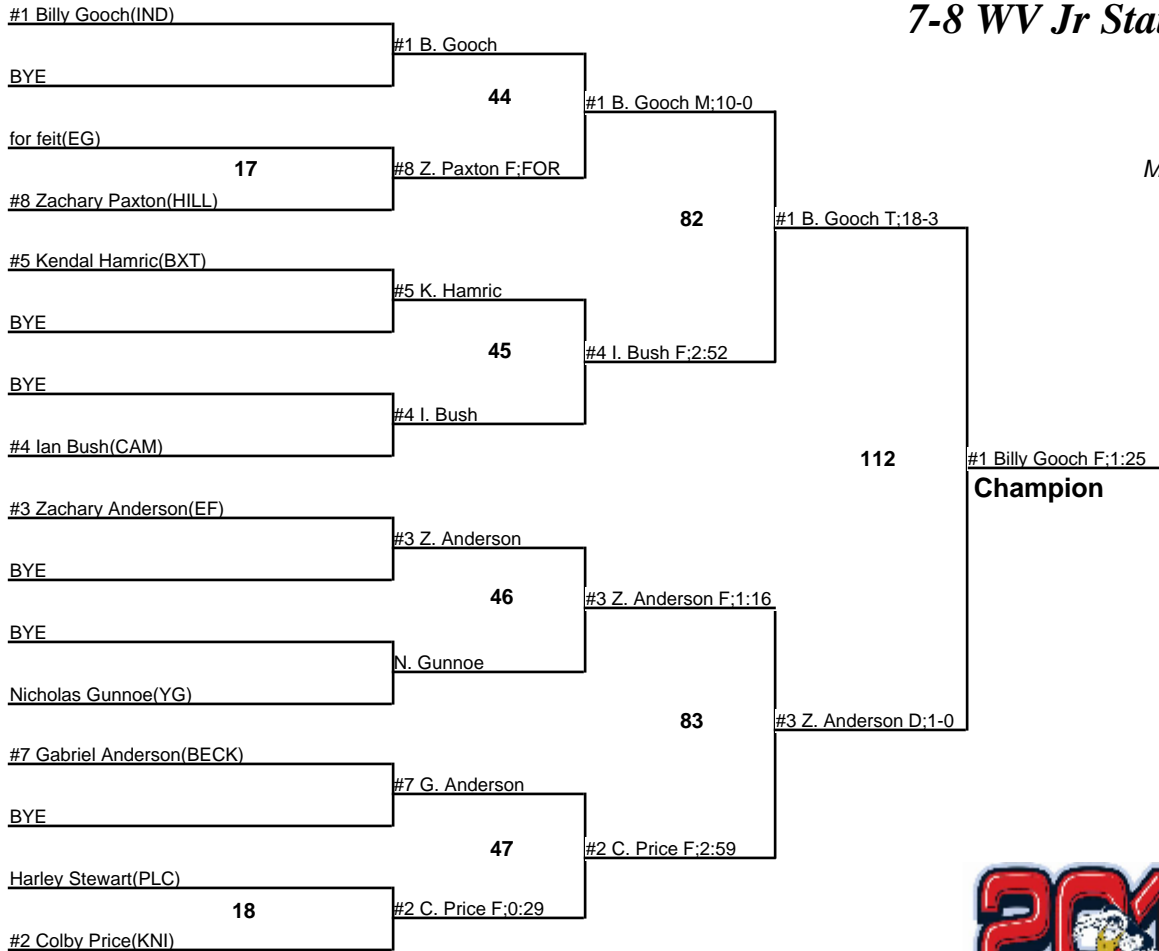 #1 Billy Gooch(IND)
7-8 WV Jr Sta
#1 B. Gooch
BYE
44
#1 B. Gooch M;10-0
for feit(EG)
17
#8 Z. Paxton F;FOR
M
#8 Zachary Paxton(HILL)
82
#1 B. Gooch T;18-3
#5 Kendal Hamric(BXT)
#5 K. Hamric
BYE
45
#4 I. Bush F;2:52
BYE
#4 I. Bush
#4 Ian Bush(CAM)
112
#1 Billy Gooch F;1:25
Champion
#3 Zachary Anderson(EF)
#3 Z. Anderson
BYE
46
#3 Z. Anderson F;1:16
BYE
N. Gunnoe
Nicholas Gunnoe(YG)
83
#3 Z. Anderson D;1-0
#7 Gabriel Anderson(BECK)
#7 G. Anderson
BYE
47
#2 C. Price F;2:59
Harley Stewart(PLC)
18
#2 C. Price F;0:29
#2 Colby Price(KNI)
201